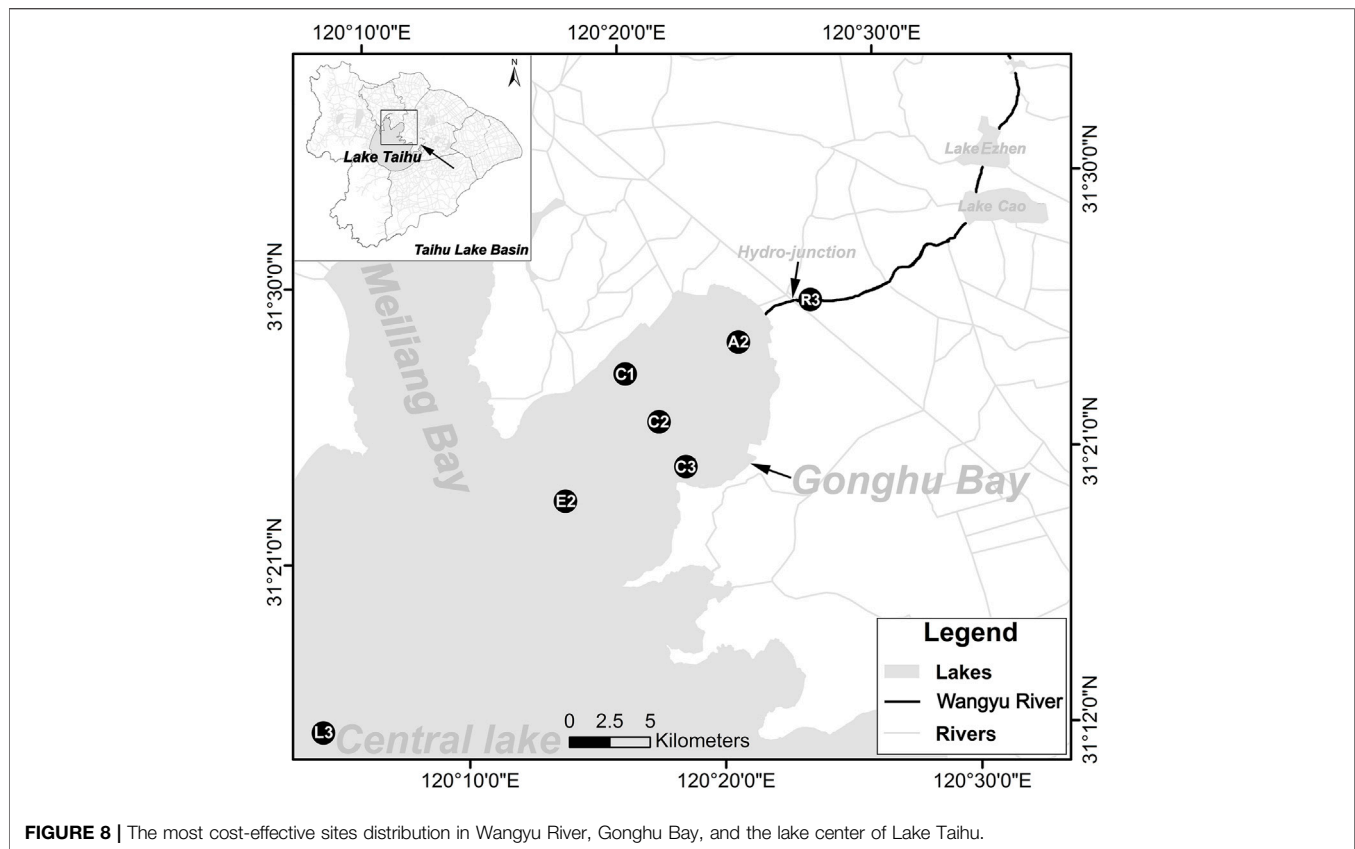 120°10'0"E 120°20'0"E 120°30'0"E
N
Lake Taihu
Taihu Lake Basin
Lake Ezhen
31°30'0"N
Lake Cao
Hydro-junction
31°30'0"N
R3
Meiliang Bay
A2
C1
C2
31°21'0"N
C3
Gonghu Bay
E2
31°21'0"N
Legend
Lakes
Wangyu River
Rivers
31°12'0"N
0 2.5 5
Kilometers
L3
Central lake
120°10'0"E 120°20'0"E 120°30'0"E
FIGURE 8 | The most cost-effective sites distribution in Wangyu River, Gonghu Bay, and the lake center of Lake Taihu.